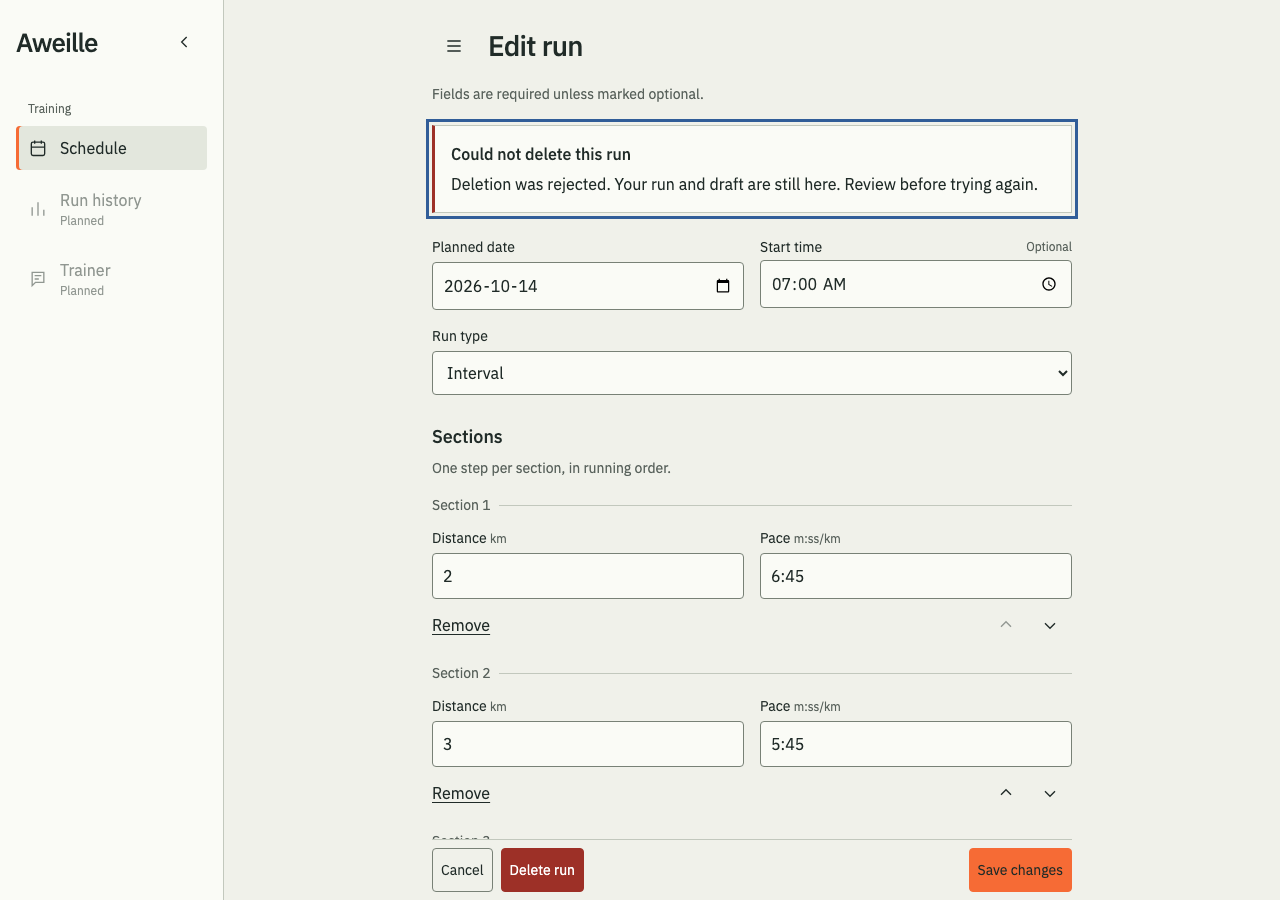 Aweille
Training
Schedule
Run history
Planned
Trainer
Planned
Edit run
Fields are required unless marked optional.
Could not delete this run
Deletion was rejected. Your run and draft are still here. Review before trying again.
Planned date
Start time Optional
2026-10-14
07:00 AM
Run type
Interval
Sections
One step per section, in running order.
Section 1
Distance km
Pace m:ss/km
2
6:45
Remove
Section 2
Distance km
Pace m:ss/km
3
5:45
Remove
Cancel
Delete run
Save changes